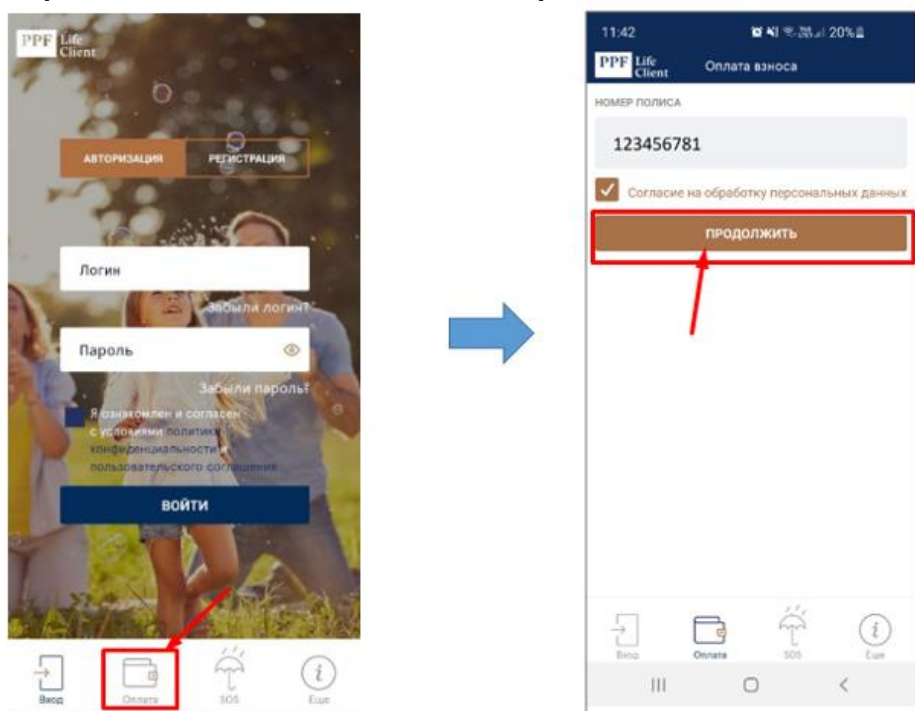 PPF Life
Client
АВТОРИЗАЦИЯ
РЕГИСТРАЦИЯ
Логин
Забыли логин?
Пароль
Забыли пароль?
Я ознакомлен и согласен
с условиями политики
конфиденциальности и
пользовательского соглашения
ВОЙТИ
Вход
Оплата
SOS
Еще
11:42
20%
PPF Life
Client
Оплата взноса
НОМЕР ПОЛИСА
123456781
Согласие на обработку персональных данных
ПРОДОЛЖИТЬ
Вход
Оплата
SOS
Еще